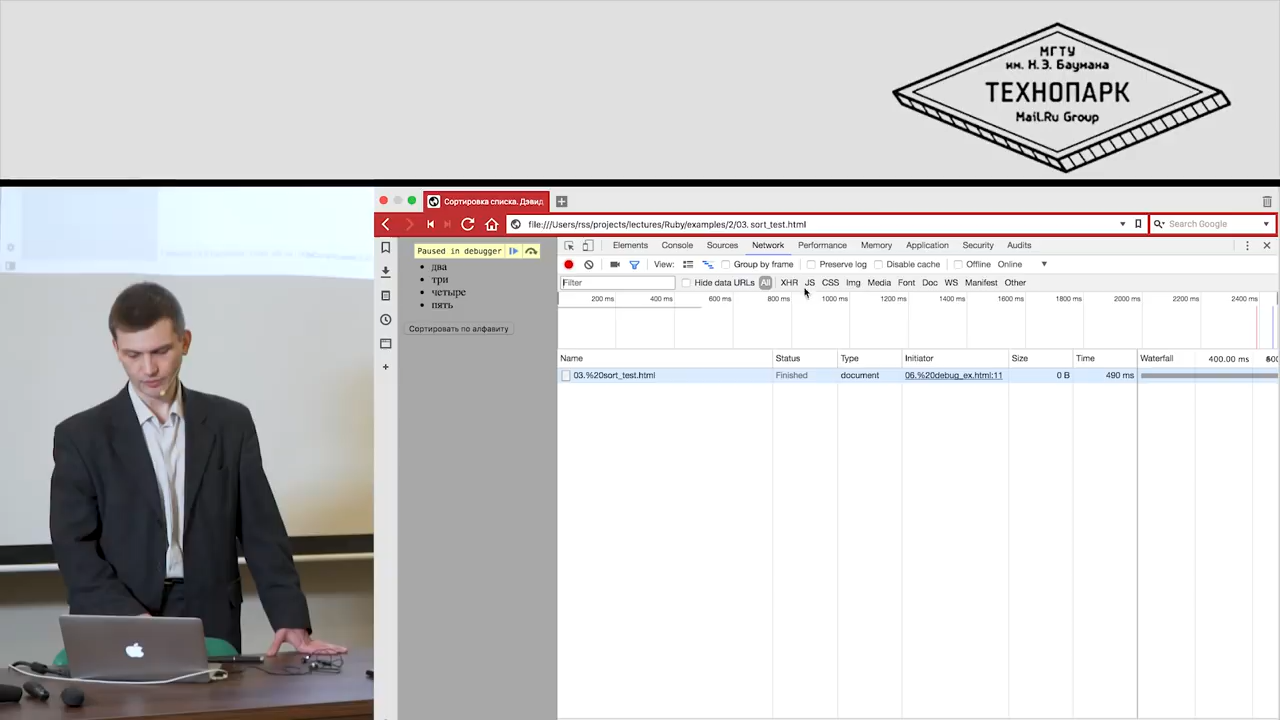 МГТУ
им. Н.Э. Баумана
ТЕХНОПАРК
Mail.Ru Group
Сортировка списка. Дэвид
file:///Users/rss/projects/lectures/Ruby/examples/2/03. sort_test.html
Search Google
Paused in debugger
два
три
четыре
пять
Сортировать по алфавиту
Elements Console Sources Network Performance Memory Application Security Audits
View: Group by frame Preserve log Disable cache Offline Online
Filter Hide data URLs All XHR JS CSS Img Media Font Doc WS Manifest Other
200 ms 400 ms 600 ms 800 ms 1000 ms 1200 ms 1400 ms 1600 ms 1800 ms 2000 ms 2200 ms 2400 ms
Name Status Type Initiator Size Time Waterfall 400.00 ms
03.%20sort_test.html Finished document 06.%20debug_ex.html:11 0 B 490 ms